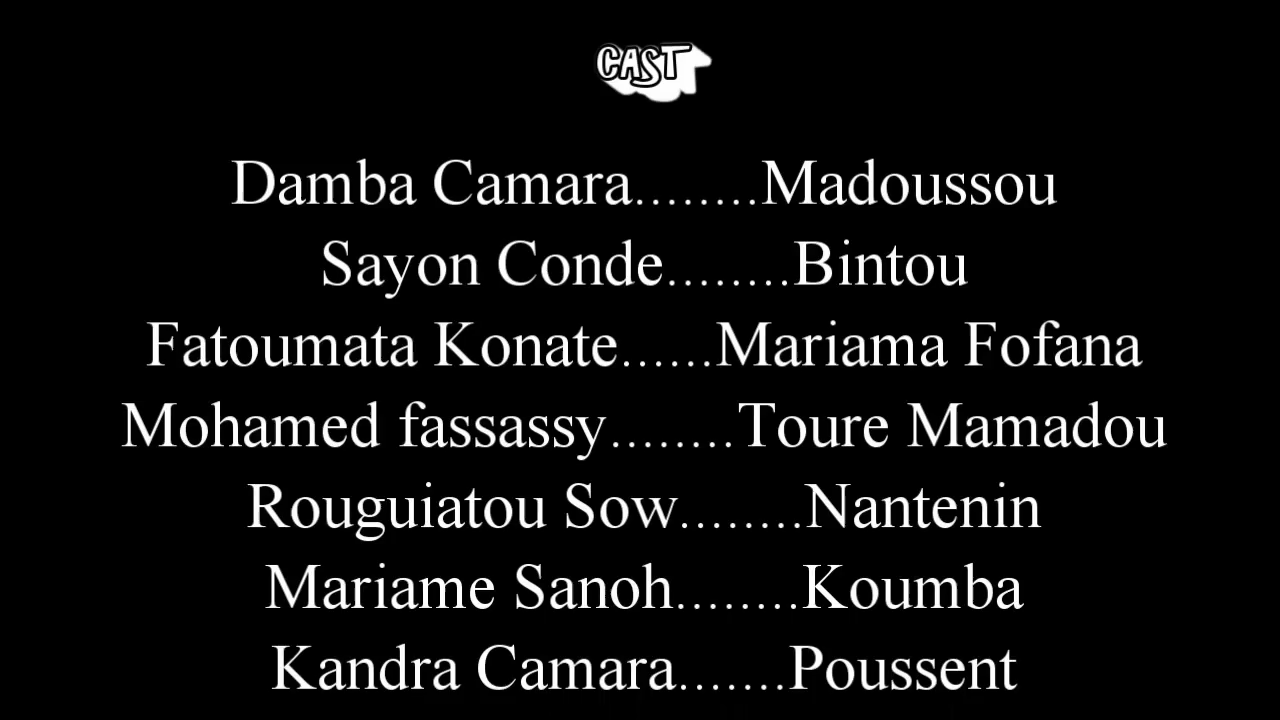 CAST
Damba Camara........Madoussou
Sayon Conde........Bintou
Fatoumata Konate......Mariama Fofana
Mohamed fassassy........Toure Mamadou
Rouguiatou Sow........Nantenin
Mariame Sanoh........Koumba
Kandra Camara.......Poussent